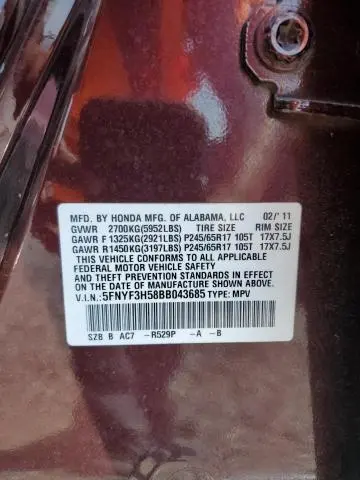 MFD. BY HONDA MFG. OF ALABAMA, LLC 02/'11
GVWR 2700KG(5952LBS) TIRE SIZE RIM SIZE
GAWR F 1325KG(2921LBS) P245/65R17 105T 17X7.5J
GAWR R1450KG(3197LBS) P245/65R17 105T 17X7.5J
THIS VEHICLE CONFORMS TO ALL APPLICABLE
FEDERAL MOTOR VEHICLE SAFETY AND
THEFT PREVENTION STANDARDS IN EFFECT
ON THE DATE OF MANUFACTURE SHOWN ABOVE.
V.I.N.: 5FNYF3H58BB043685 TYPE: MPV
SZB B AC7 -R529P -A -B